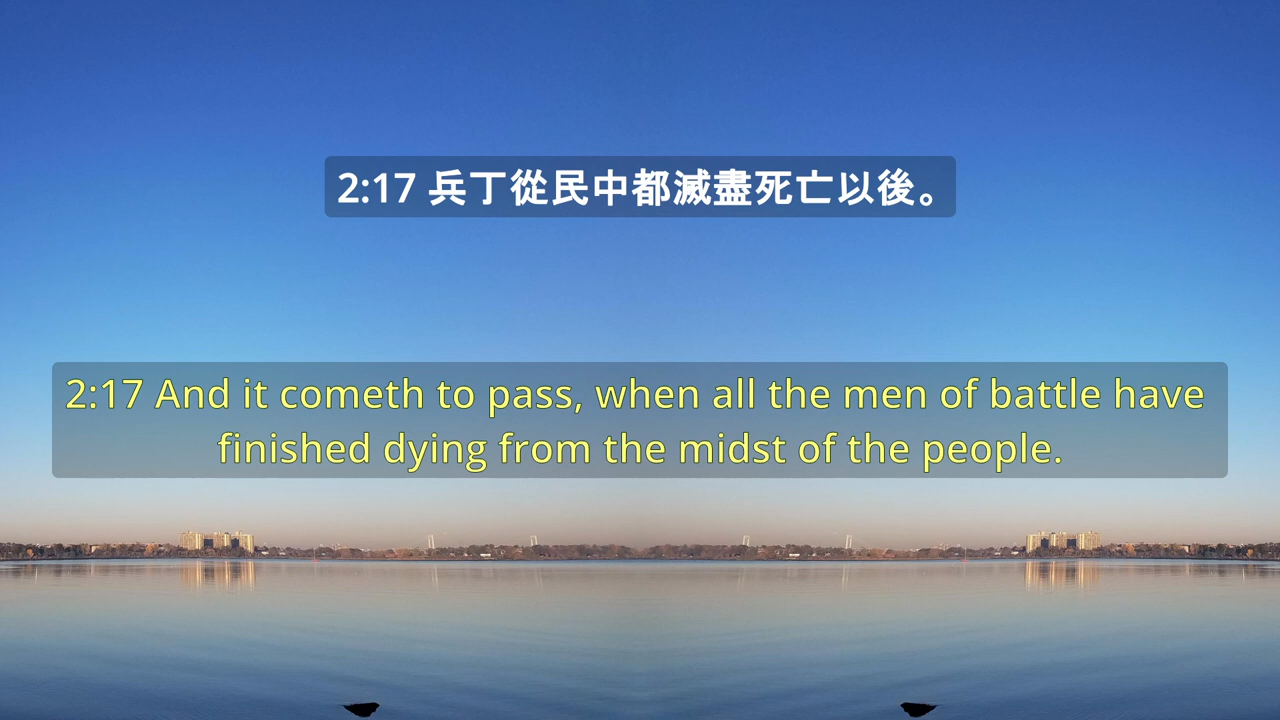 2:17 兵丁從民中都滅盡死亡以後。
2:17 And it cometh to pass, when all the men of battle have
finished dying from the midst of the people.